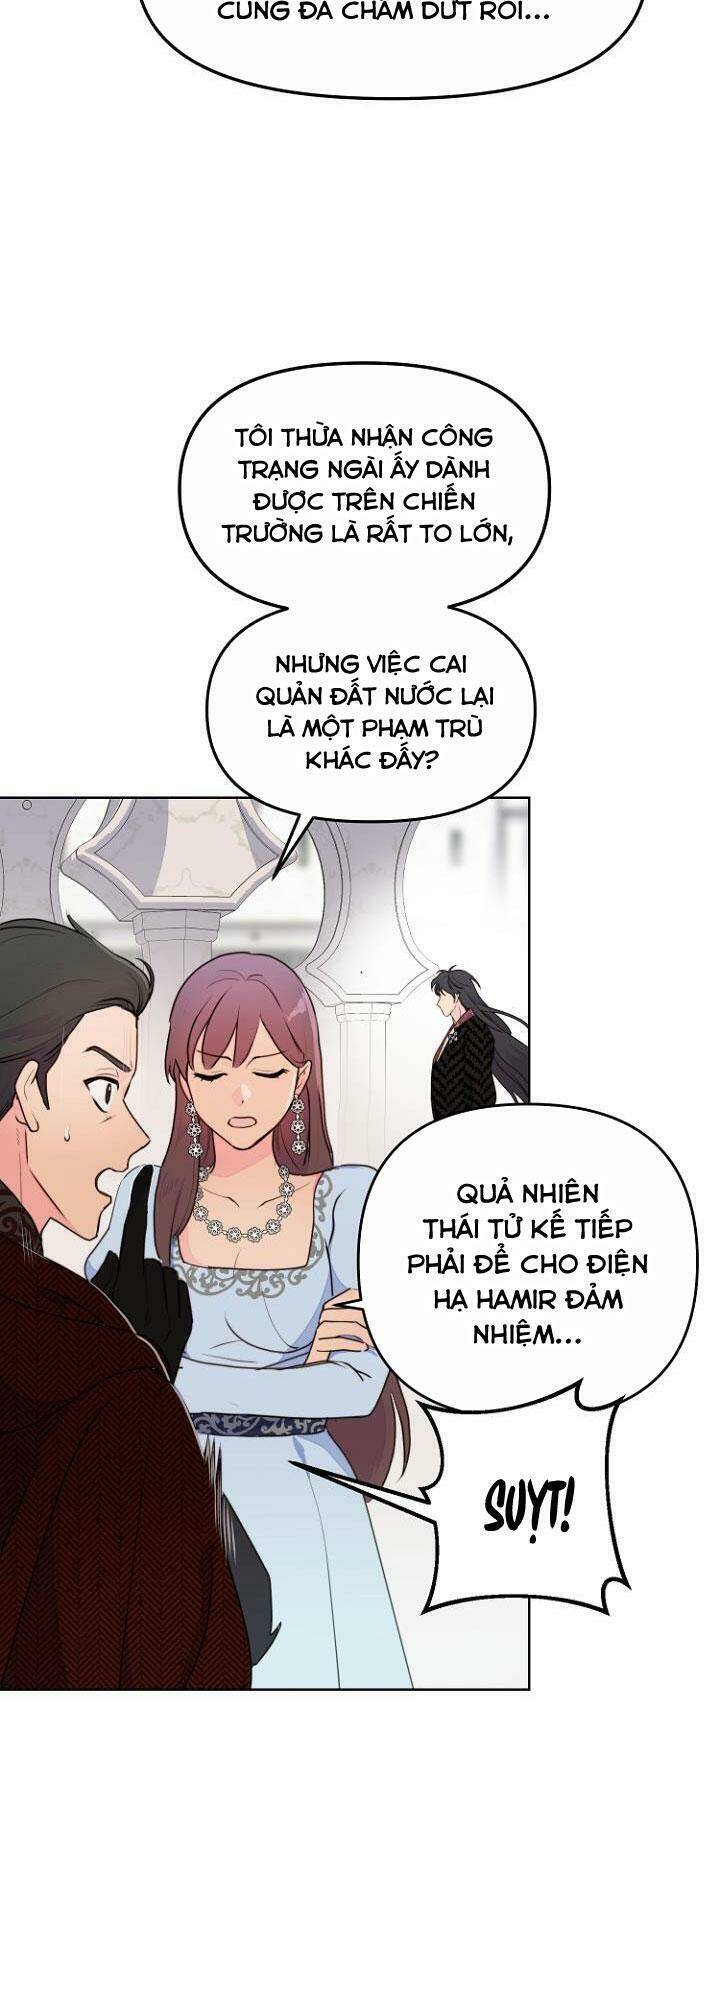 CŨNG ĐÃ CHẤM DỨT RỒI...
TÔI THỪA NHẬN CÔNG
TRẠNG NGÀI ẤY DÀNH
ĐƯỢC TRÊN CHIẾN
TRƯỜNG LÀ RẤT TO LỚN,
NHƯNG VIỆC CAI
QUẢN ĐẤT NƯỚC LẠI
LÀ MỘT PHẠM TRÙ
KHÁC ĐẤY?
QUẢ NHIÊN
THÁI TỬ KẾ TIẾP
PHẢI ĐỂ CHO ĐIỆN
HẠ HAMIR ĐẢM
NHIỆM...
SUỴT!